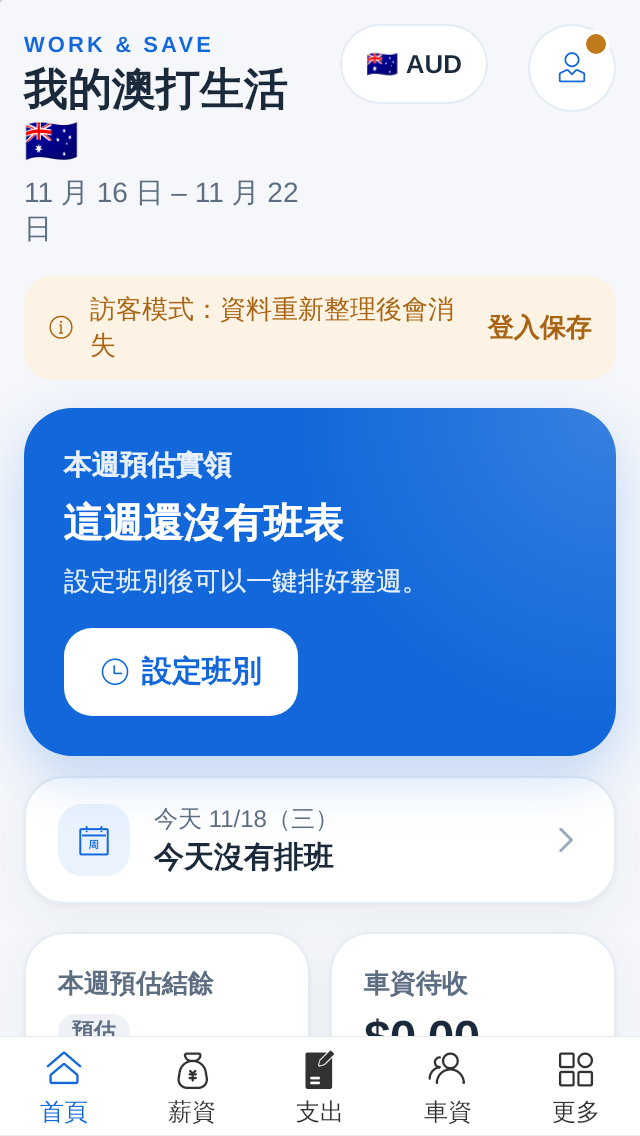 WORK & SAVE
我的澳打生活
🇦🇺
🇦🇺 AUD
11 月 16 日 – 11 月 22
日
訪客模式：資料重新整理後會消
失
登入保存
本週預估實領
這週還沒有班表
設定班別後可以一鍵排好整週。
設定班別
周
今天 11/18（三）
今天沒有排班
本週預估結餘
預估
車資待收
$0.00
首頁
薪資
支出
車資
更多